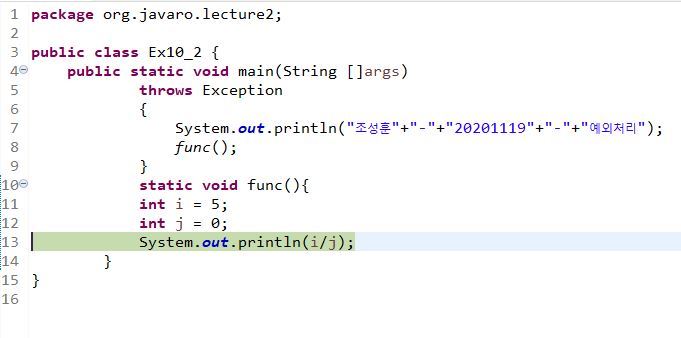 1 package org.javaro.lecture2;
2
3 public class Ex10_2 {
4 public static void main(String []args)
5 throws Exception
6 {
7 System.out.println("조성훈"+"-"+"20201119"+"-"+"예외처리");
8 func();
9 }
10 static void func(){
11 int i = 5;
12 int j = 0;
13 System.out.println(i/j);
14 }
15 }
16